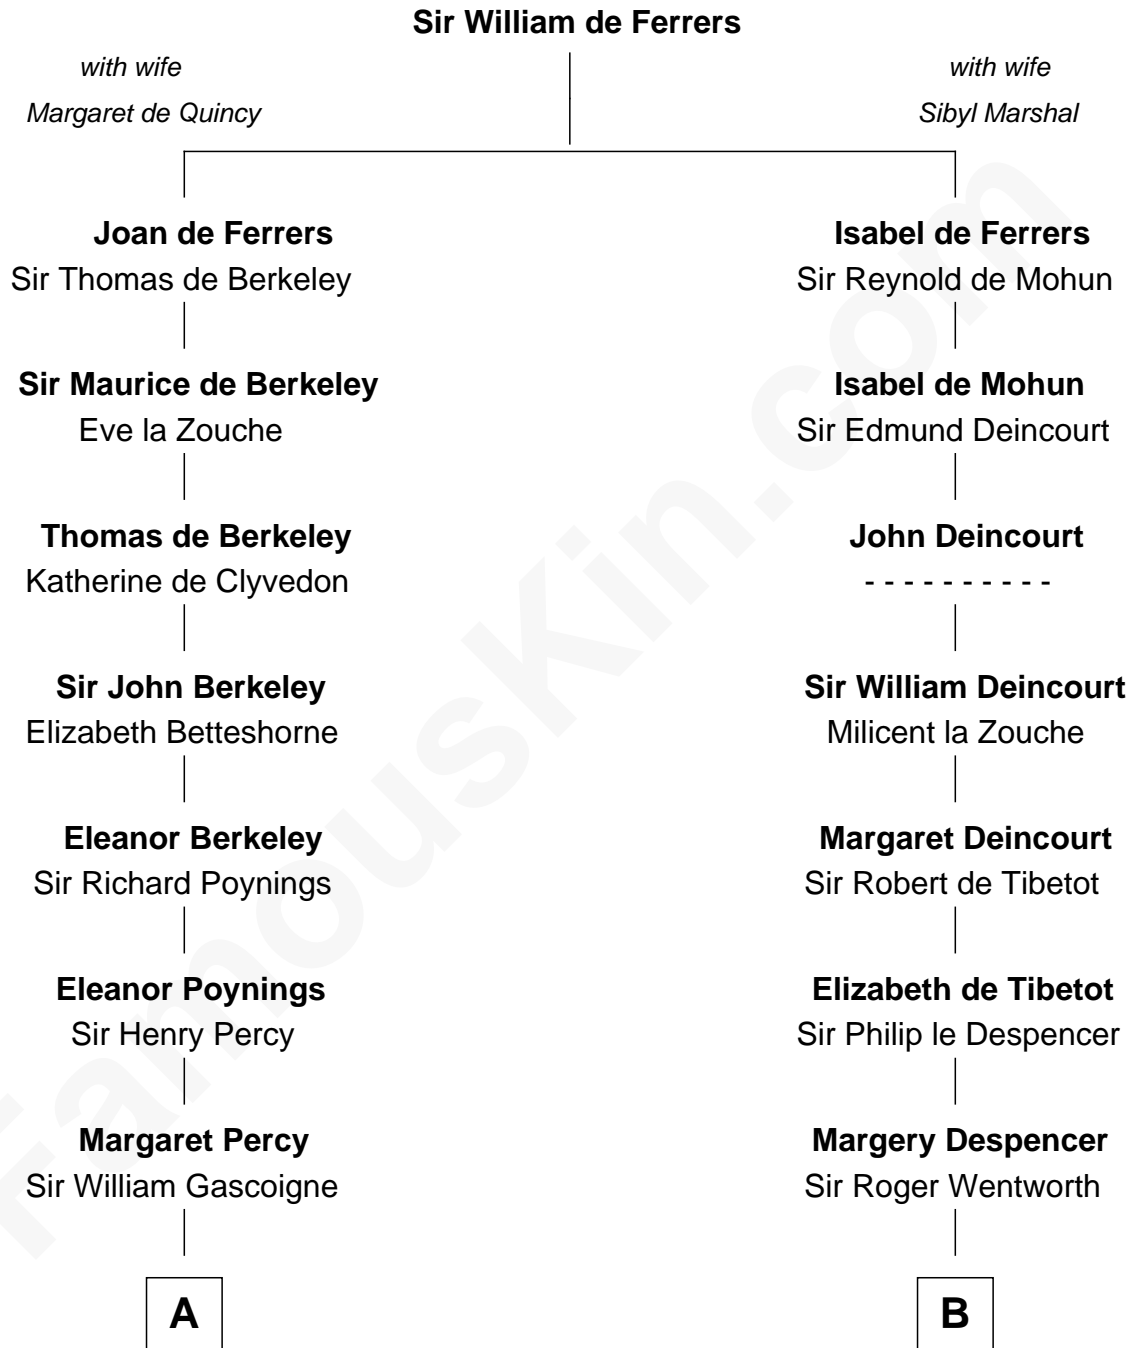 Sir William de Ferrers
with wife
Margaret de Quincy
with wife
Sibyl Marshal
Joan de Ferrers
Sir Thomas de Berkeley
Isabel de Ferrers
Sir Reynold de Mohun
Sir Maurice de Berkeley
Eve la Zouche
Isabel de Mohun
Sir Edmund Deincourt
Thomas de Berkeley
Katherine de Clyvedon
John Deincourt
- - - - - - - - - -
Sir John Berkeley
Elizabeth Betteshorne
Sir William Deincourt
Milicent la Zouche
Eleanor Berkeley
Sir Richard Poynings
Margaret Deincourt
Sir Robert de Tibetot
Eleanor Poynings
Sir Henry Percy
Elizabeth de Tibetot
Sir Philip le Despencer
Margaret Percy
Sir William Gascoigne
Margery Despencer
Sir Roger Wentworth
A
B
FamousKin.com